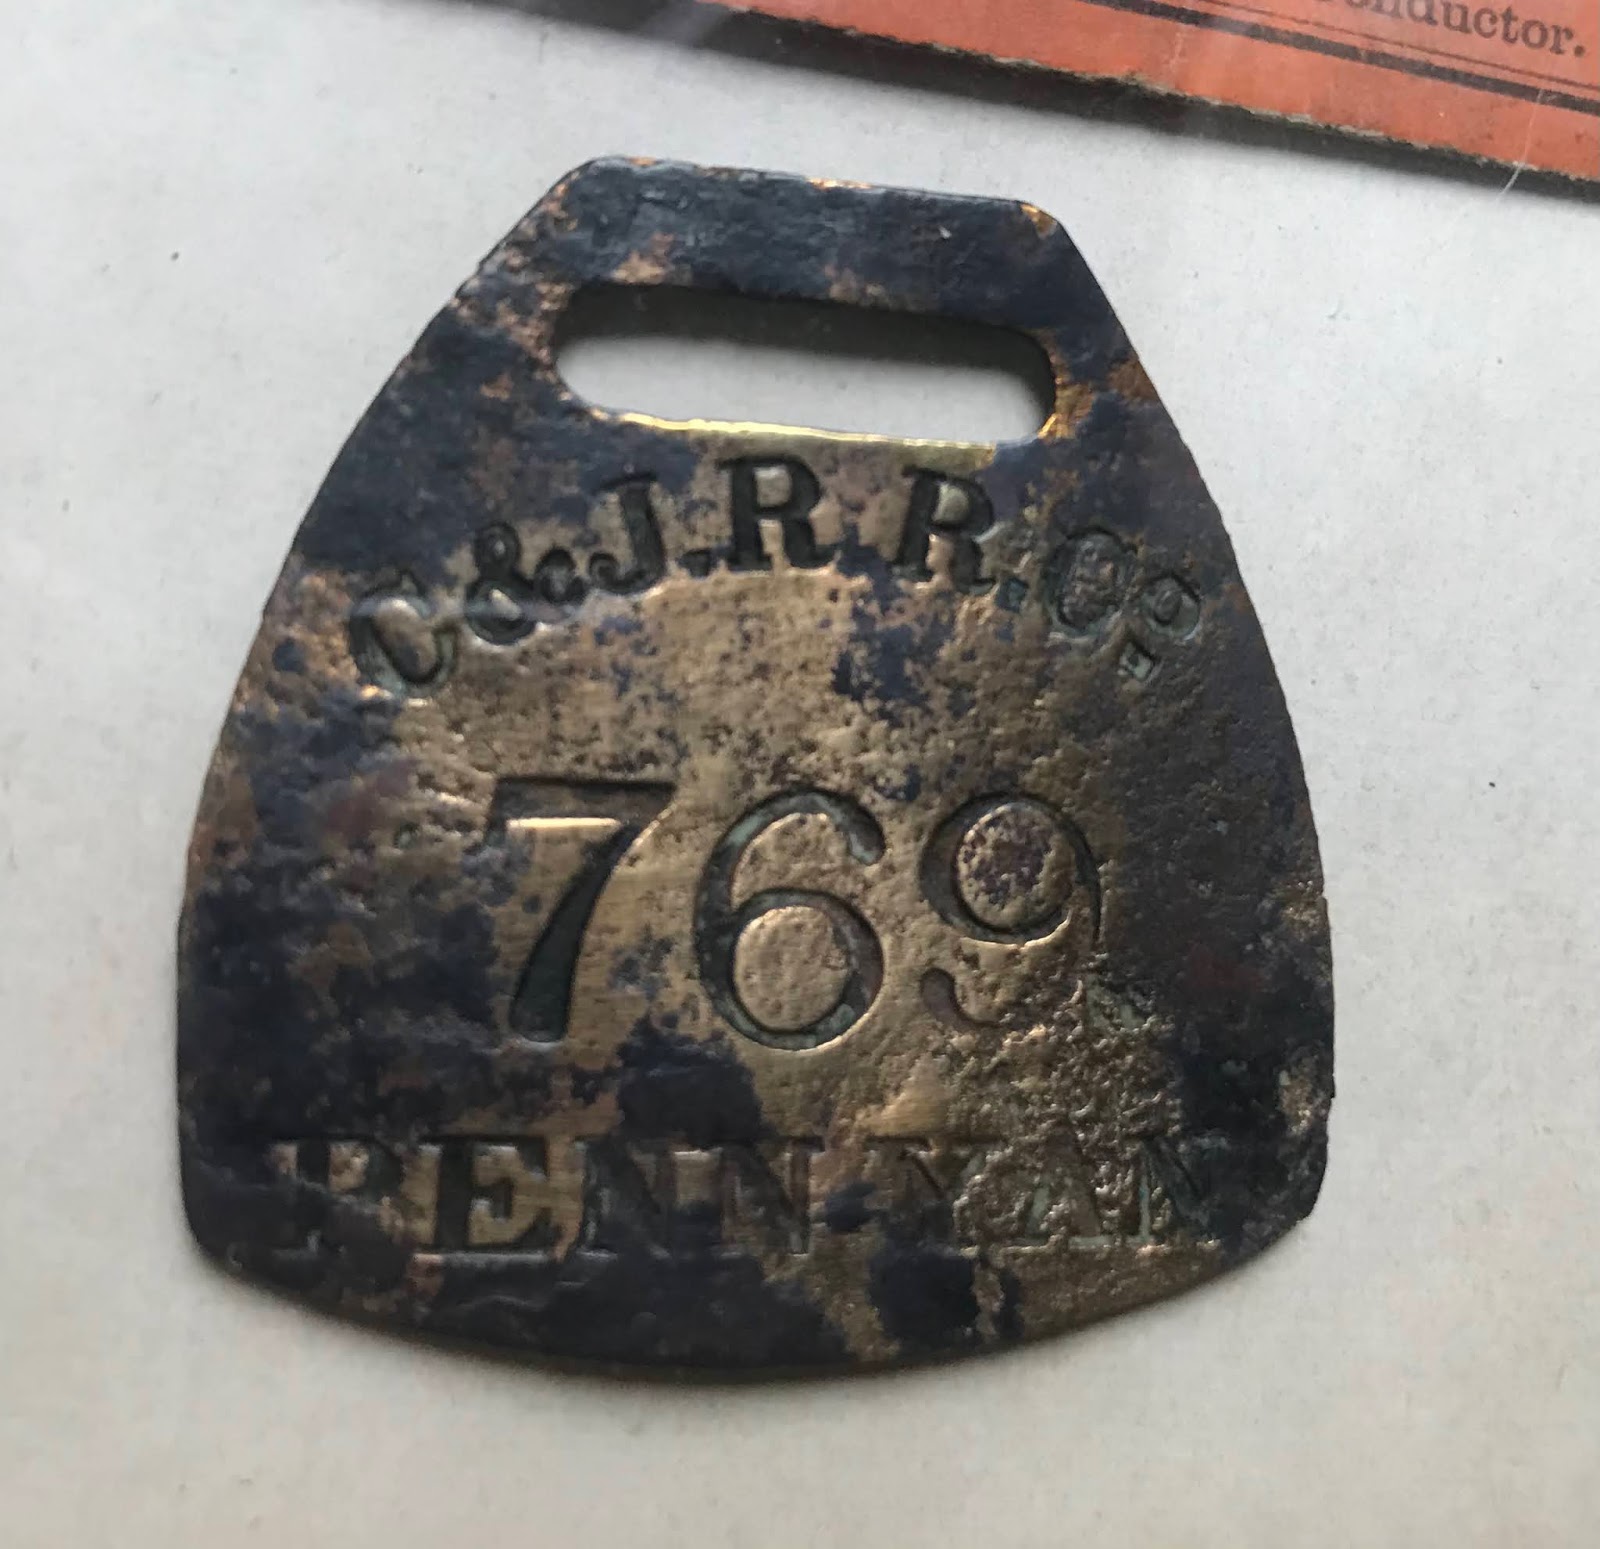 onductor.
C & J. R R. Co.
769
PENN-YAN